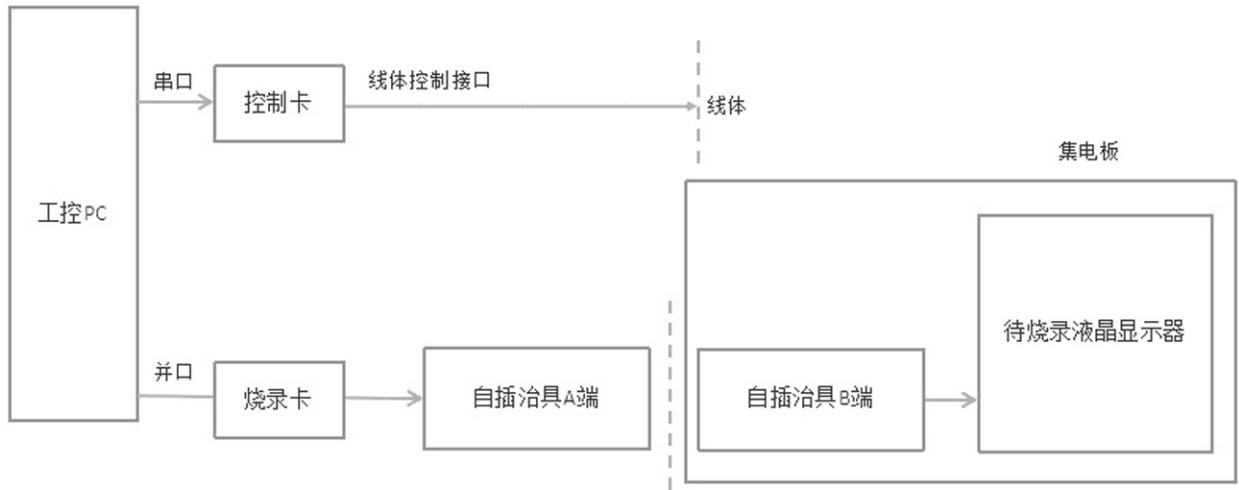 串口
线体控制接口
控制卡
线体
集电板
工控PC
待烧录液晶显示器
并口
烧录卡
自插治具A端
自插治具B端